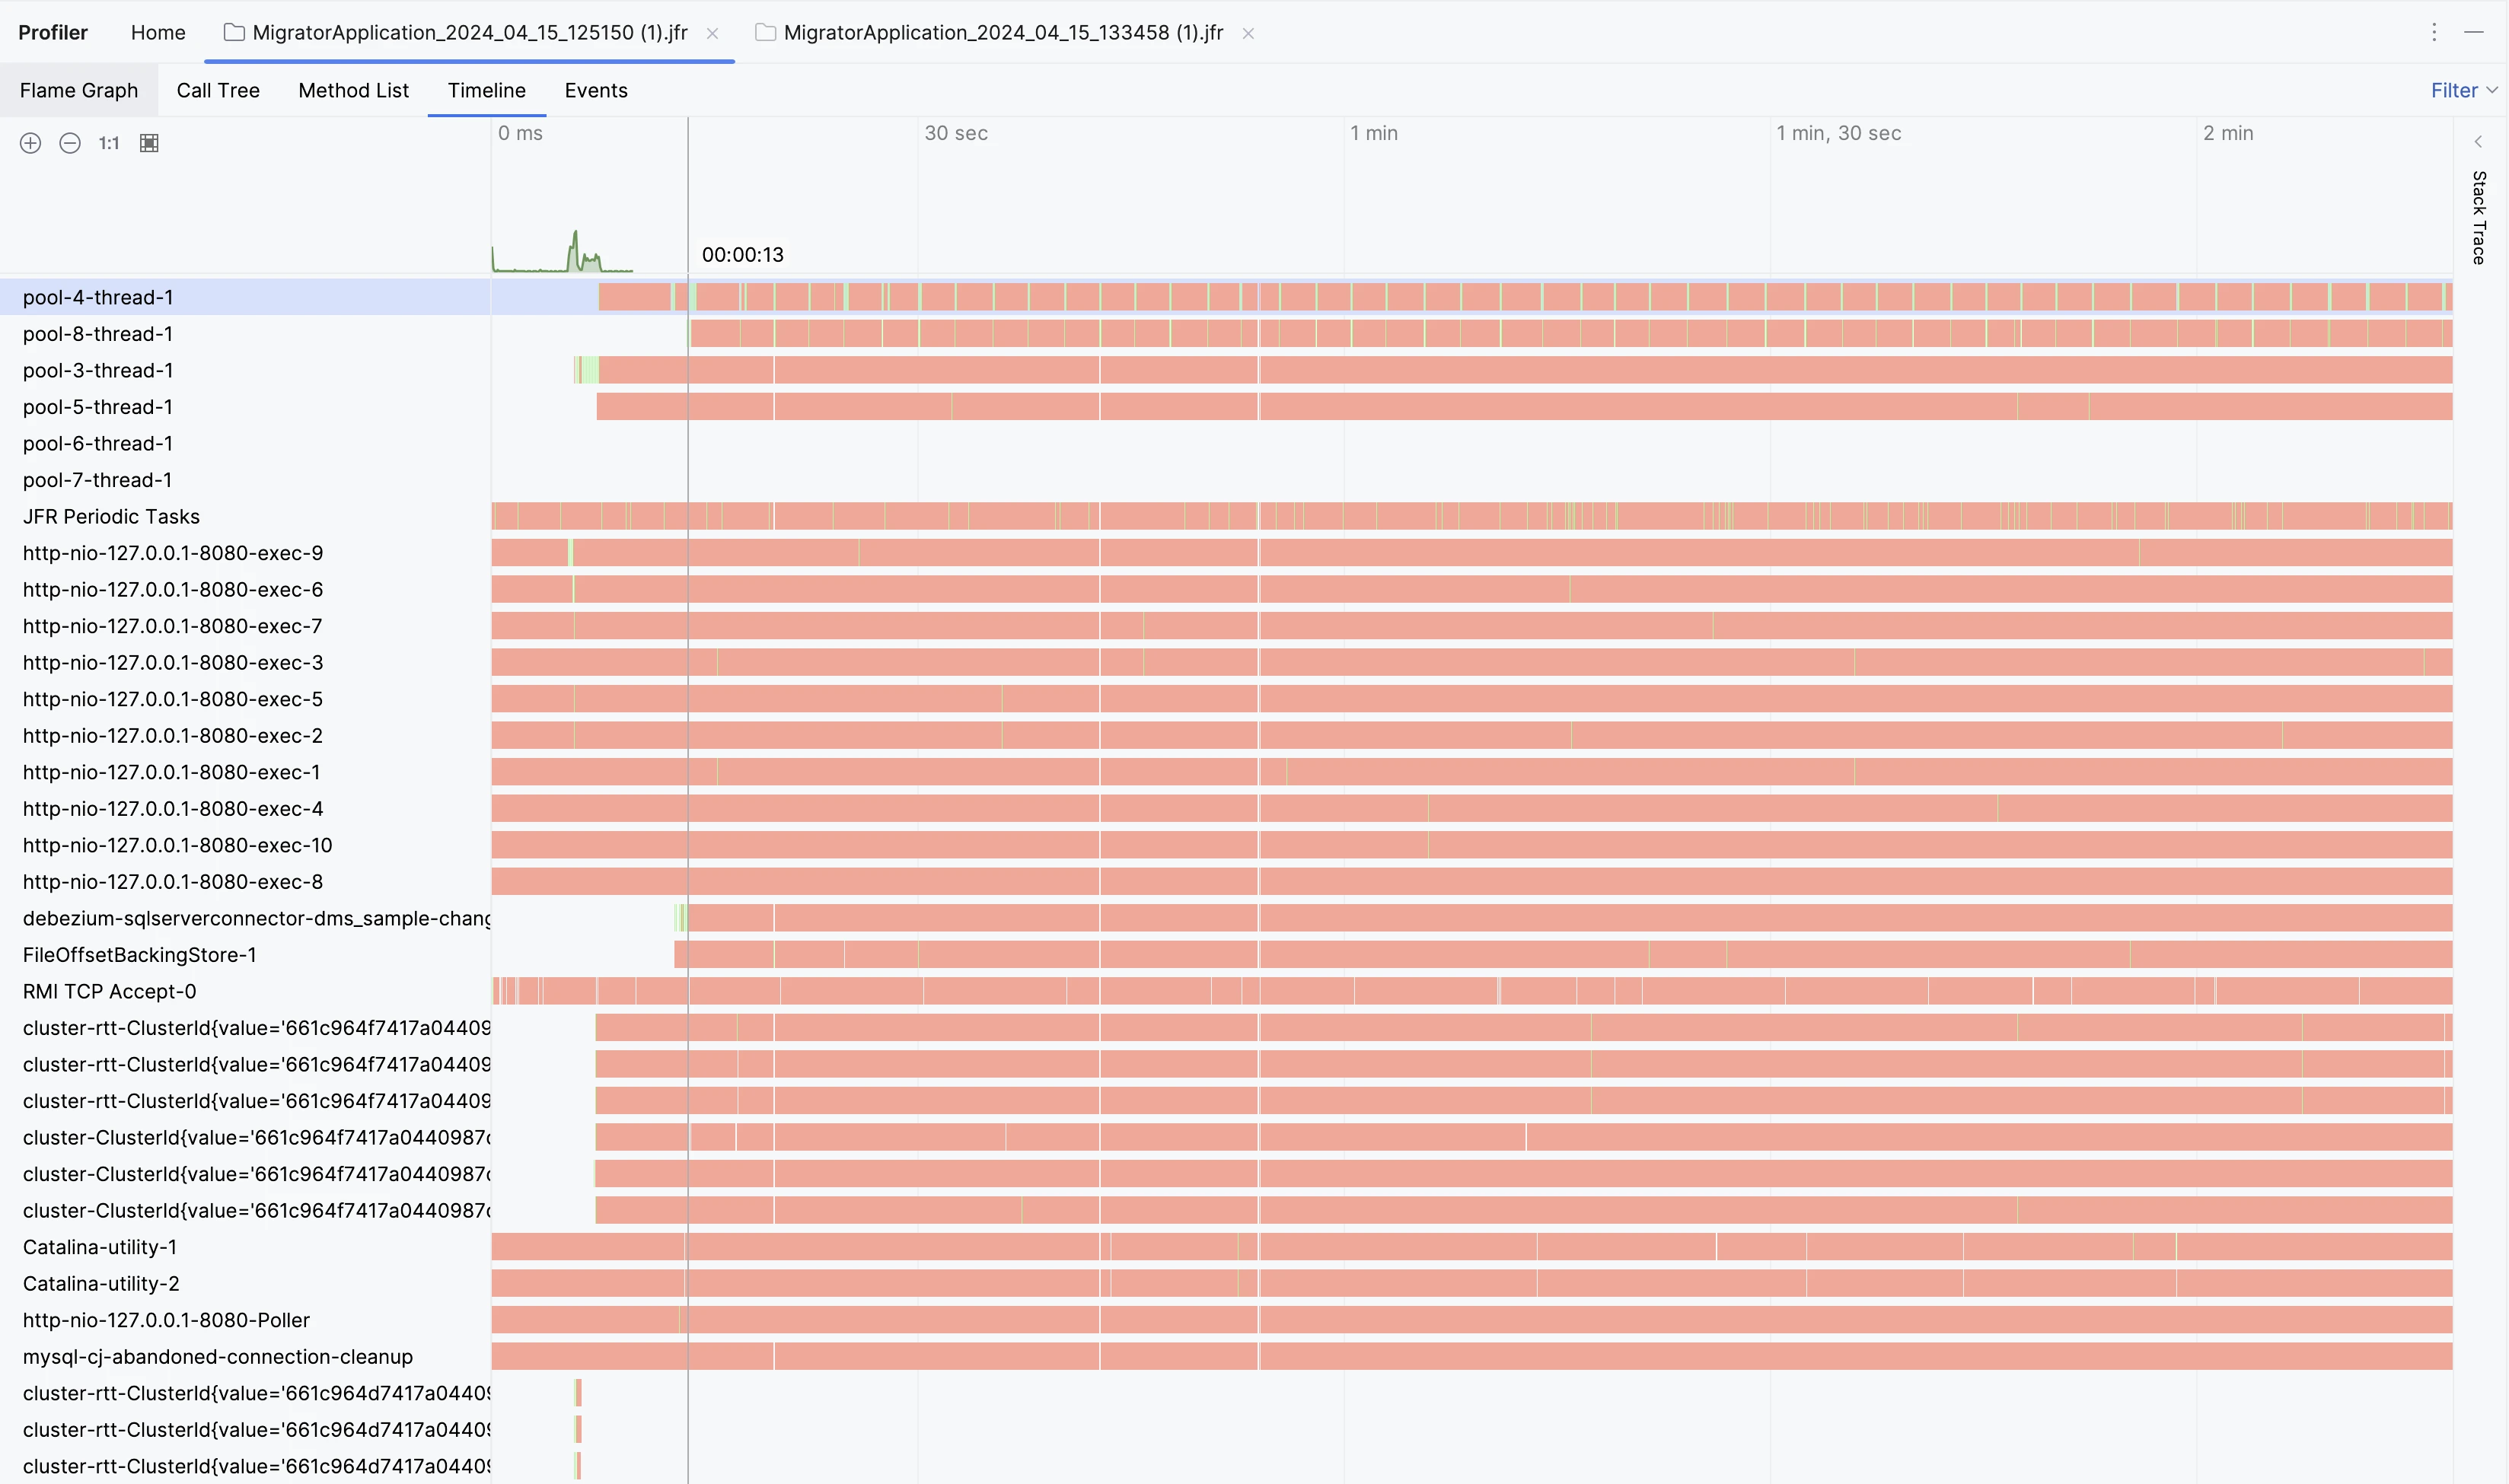 Profiler Home MigratorApplication_2024_04_15_125150 (1).jfr MigratorApplication_2024_04_15_133458 (1).jfr
Flame Graph Call Tree Method List Timeline Events Filter
1:1 0 ms 30 sec 1 min 1 min, 30 sec 2 min
Stack Trace
00:00:13
pool-4-thread-1
pool-8-thread-1
pool-3-thread-1
pool-5-thread-1
pool-6-thread-1
pool-7-thread-1
JFR Periodic Tasks
http-nio-127.0.0.1-8080-exec-9
http-nio-127.0.0.1-8080-exec-6
http-nio-127.0.0.1-8080-exec-7
http-nio-127.0.0.1-8080-exec-3
http-nio-127.0.0.1-8080-exec-5
http-nio-127.0.0.1-8080-exec-2
http-nio-127.0.0.1-8080-exec-1
http-nio-127.0.0.1-8080-exec-4
http-nio-127.0.0.1-8080-exec-10
http-nio-127.0.0.1-8080-exec-8
debezium-sqlserverconnector-dms_sample-chang
FileOffsetBackingStore-1
RMI TCP Accept-0
cluster-rtt-ClusterId{value='661c964f7417a04409
cluster-rtt-ClusterId{value='661c964f7417a04409
cluster-rtt-ClusterId{value='661c964f7417a04409
cluster-ClusterId{value='661c964f7417a0440987c
cluster-ClusterId{value='661c964f7417a0440987c
cluster-ClusterId{value='661c964f7417a0440987c
Catalina-utility-1
Catalina-utility-2
http-nio-127.0.0.1-8080-Poller
mysql-cj-abandoned-connection-cleanup
cluster-rtt-ClusterId{value='661c964d7417a04409
cluster-rtt-ClusterId{value='661c964d7417a04409
cluster-rtt-ClusterId{value='661c964d7417a04409